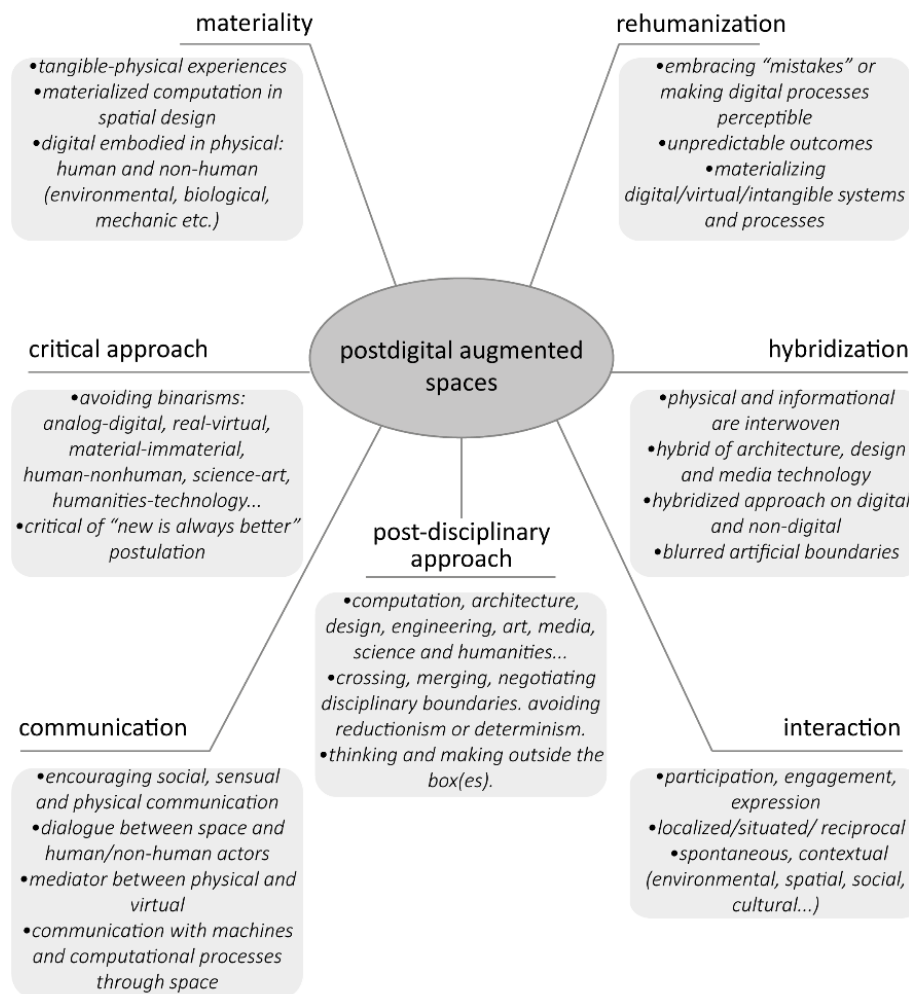 materiality
•tangible-physical experiences
•materialized computation in
spatial design
•digital embodied in physical:
human and non-human
(environmental, biological,
mechanic etc.)
rehumanization
•embracing “mistakes” or
making digital processes
perceptible
•unpredictable outcomes
•materializing
digital/virtual/intangible systems
and processes
postdigital augmented
spaces
critical approach
•avoiding binarisms:
analog-digital, real-virtual,
material-immaterial,
human-nonhuman, science-art,
humanities-technology...
•critical of “new is always better”
postulation
hybridization
•physical and informational
are interwoven
•hybrid of architecture, design
and media technology
•hybridized approach on digital
and non-digital
•blurred artificial boundaries
post-disciplinary
approach
•computation, architecture,
design, engineering, art, media,
science and humanities...
•crossing, merging, negotiating
disciplinary boundaries. avoiding
reductionism or determinism.
•thinking and making outside the
box(es).
communication
•encouraging social, sensual
and physical communication
•dialogue between space and
human/non-human actors
•mediator between physical and
virtual
•communication with machines
and computational processes
through space
interaction
•participation, engagement,
expression
•localized/situated/ reciprocal
•spontaneous, contextual
(environmental, spatial, social,
cultural...)